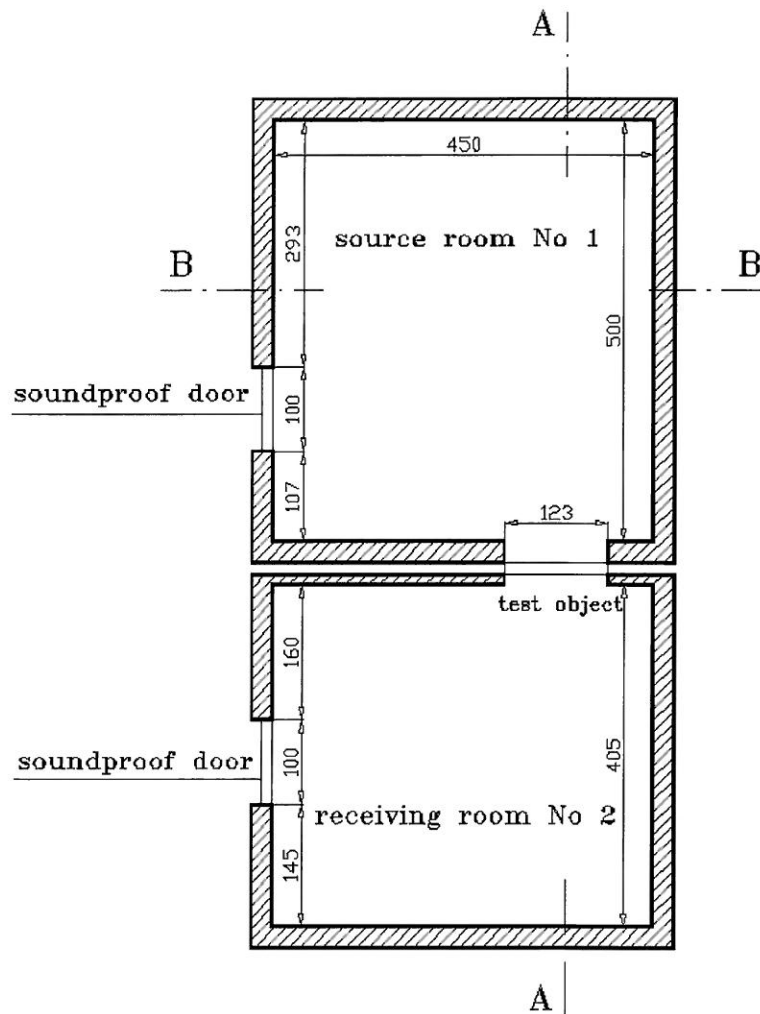 A
450
293
source room No 1
B
B
500
soundproof door
100
107
123
test object
160
soundproof door
100
405
receiving room No 2
145
A